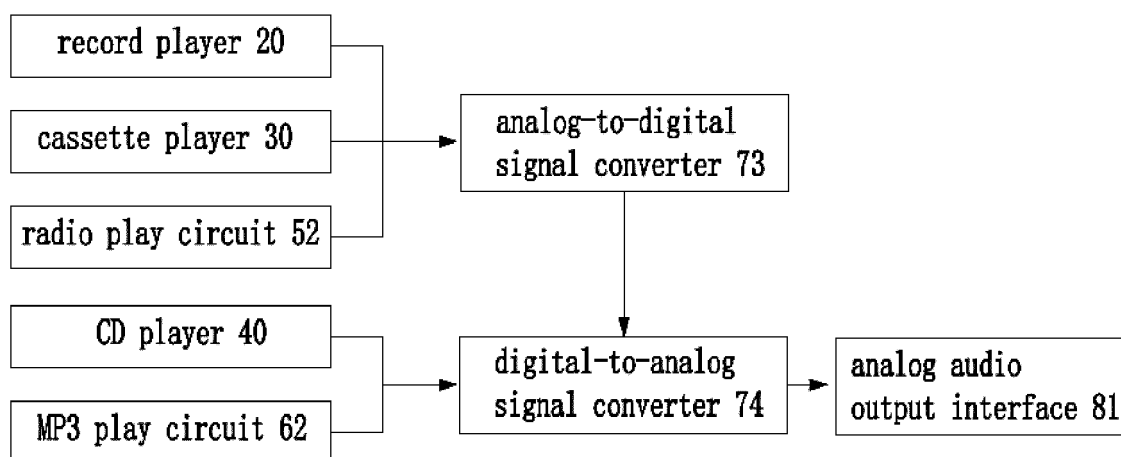 record player 20
cassette player 30
radio play circuit 52
CD player 40
MP3 play circuit 62
analog-to-digital
signal converter 73
digital-to-analog
signal converter 74
analog audio
output interface 81